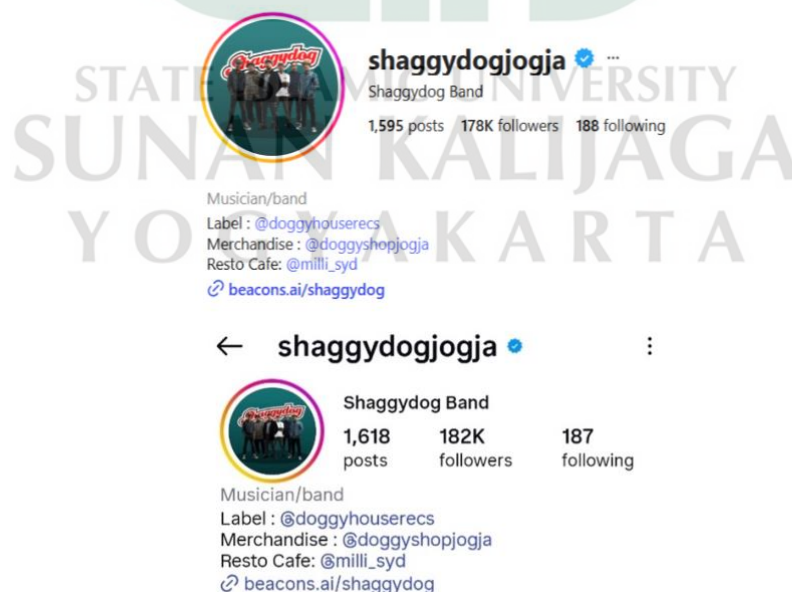 shaggydogjogja
Shaggydog Band
1,595 posts 178K followers 188 following
Musician/band
Label : @doggyhouserecs
Merchandise : @doggyshopjogja
Resto Cafe: @milli_syd
beacons.ai/shaggydog
STATE ISLAMIC UNIVERSITY
SUNAN KALIJAGA
YOGYAKARTA
Shaggydog
shaggydogjogja
Shaggydog Band
1,618 182K 187
posts followers following
Shaggydog
Musician/band
Label : @doggyhouserecs
Merchandise : @doggyshopjogja
Resto Cafe: @milli_syd
beacons.ai/shaggydog